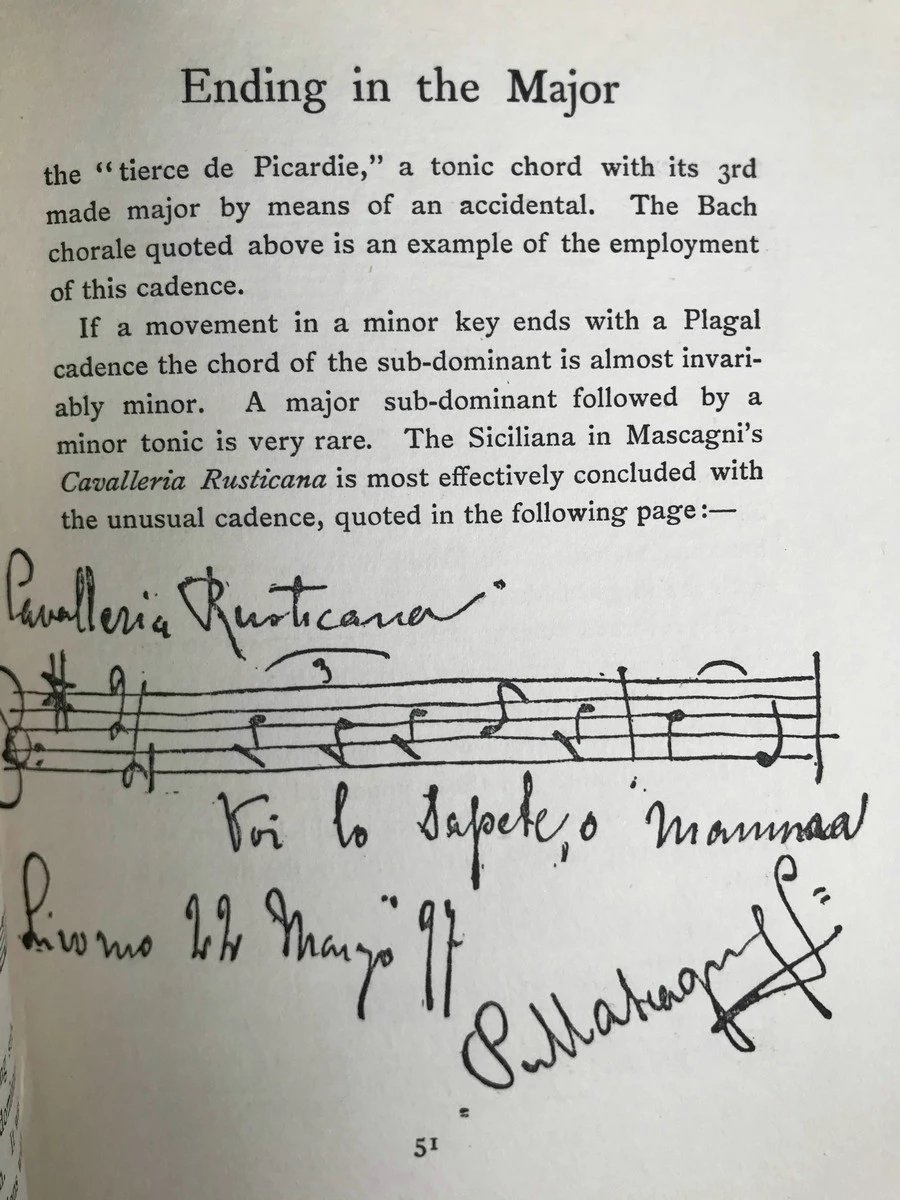 Ending in the Major
the “tierce de Picardie,” a tonic chord with its 3rd
made major by means of an accidental. The Bach
chorale quoted above is an example of the employment
of this cadence.
If a movement in a minor key ends with a Plagal
cadence the chord of the sub-dominant is almost invari-
ably minor. A major sub-dominant followed by a
minor tonic is very rare. The Siciliana in Mascagni’s
Cavalleria Rusticana is most effectively concluded with
the unusual cadence, quoted in the following page:—
Cavalleria Rusticana
3
2
4
Voi lo Sapete, o Mamma
Livorno 22 Marzo 97
P. Mascagni
51